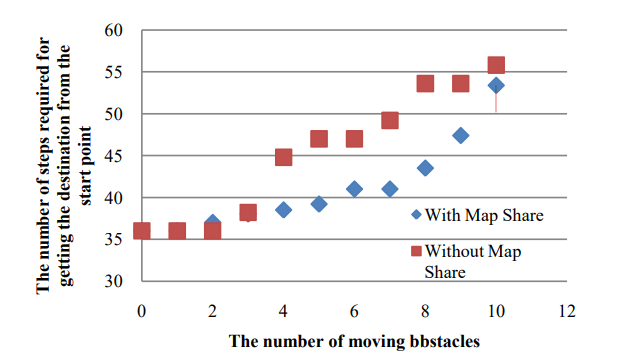 The number of steps required for
getting the destination from the
start point
60
55
50
45
40
35
30
With Map Share
Without Map
Share
0 2 4 6 8 10 12
The number of moving bbstacles